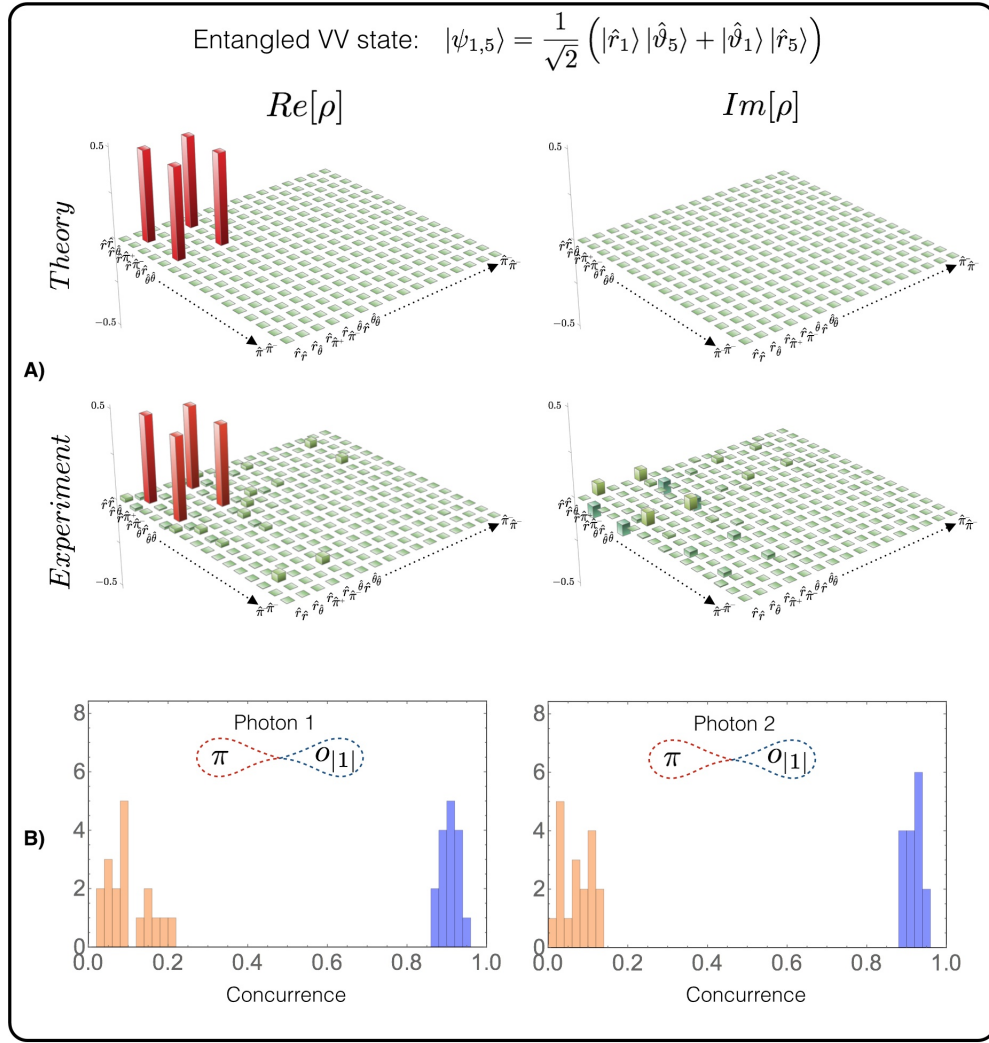 Entangled VV state: |ψ₁,₅⟩ = 1/√2 (|r̂₁⟩ |ϑ̂₅⟩ + |ϑ̂₁⟩ |r̂₅⟩)
Re[ρ] Im[ρ]
A)
Theory
0.5
−0.5
r̂r̂ r̂θ̂ r̂π̂⁺ r̂π̂⁻ θ̂r̂ θ̂θ̂
π̂⁻π̂⁻
r̂r̂ r̂θ̂ r̂π̂⁺ r̂π̂⁻ θ̂r̂ θ̂θ̂
π̂⁻π̂⁻
0.5
−0.5
r̂r̂ r̂θ̂ r̂π̂⁺ r̂π̂⁻ θ̂r̂ θ̂θ̂
π̂⁻π̂⁻
r̂r̂ r̂θ̂ r̂π̂⁺ r̂π̂⁻ θ̂r̂ θ̂θ̂
π̂⁻π̂⁻
Experiment
0.5
−0.5
r̂r̂ r̂θ̂ r̂π̂⁺ r̂π̂⁻ θ̂r̂ θ̂θ̂
π̂⁻π̂⁻
r̂r̂ r̂θ̂ r̂π̂⁺ r̂π̂⁻ θ̂r̂ θ̂θ̂
π̂⁻π̂⁻
0.5
−0.5
r̂r̂ r̂θ̂ r̂π̂⁺ r̂π̂⁻ θ̂r̂ θ̂θ̂
π̂⁻π̂⁻
r̂r̂ r̂θ̂ r̂π̂⁺ r̂π̂⁻ θ̂r̂ θ̂θ̂
π̂⁻π̂⁻
B)
Photon 1
π o|1|
8
6
4
2
0
0.0 0.2 0.4 0.6 0.8 1.0
Concurrence
Photon 2
π o|1|
8
6
4
2
0
0.0 0.2 0.4 0.6 0.8 1.0
Concurrence